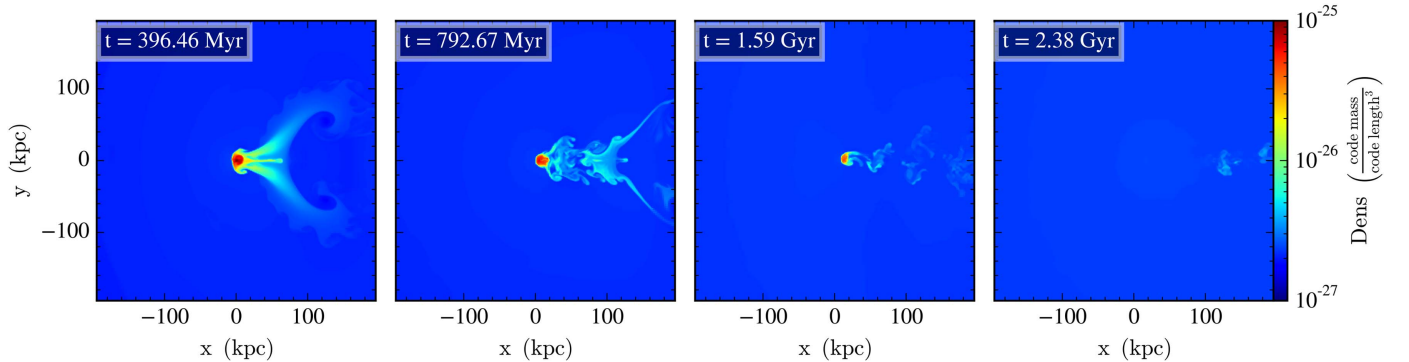 t = 396.46 Myr
t = 792.67 Myr
t = 1.59 Gyr
t = 2.38 Gyr
100
0
−100
y (kpc)
−100 0 100
−100 0 100
−100 0 100
−100 0 100
x (kpc)
x (kpc)
x (kpc)
x (kpc)
10^-25
10^-26
10^-27
Dens (code mass / code length^3)